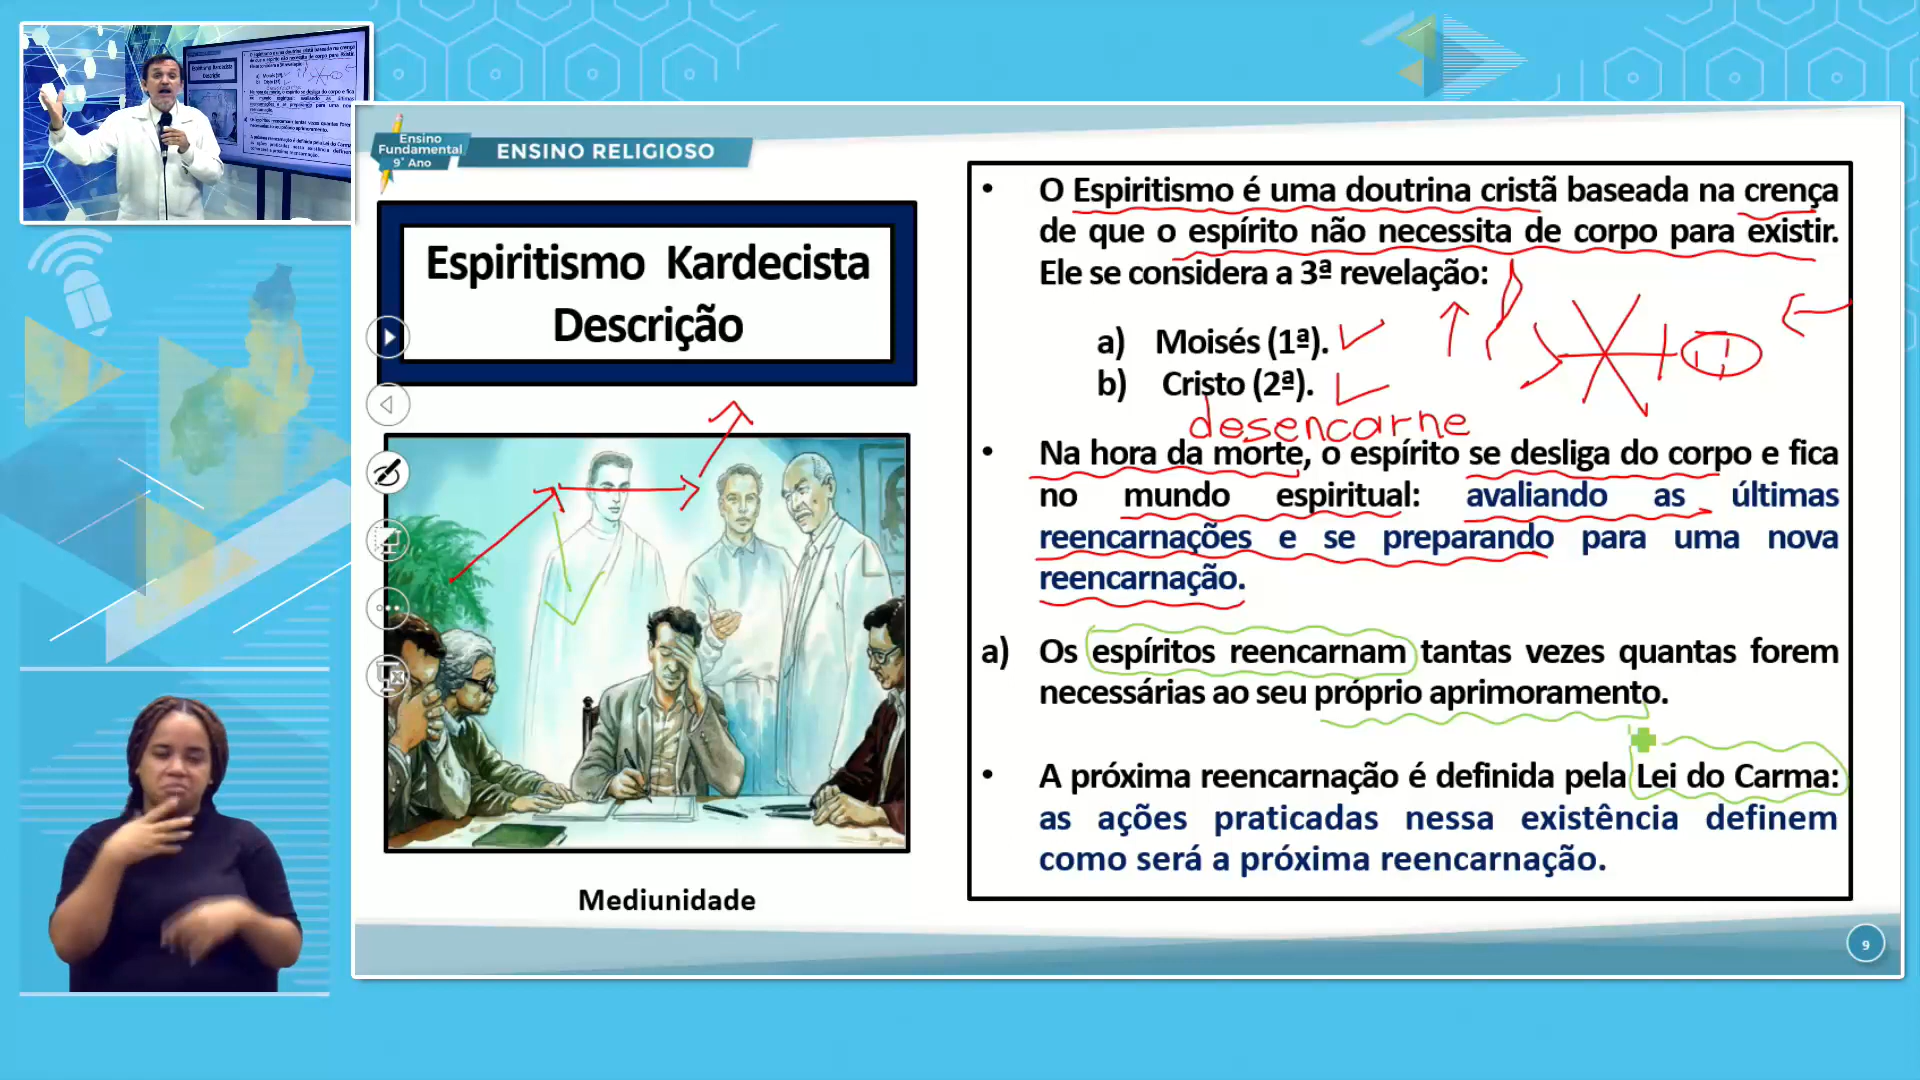 Ensino
Fundamental
9° Ano
ENSINO RELIGIOSO
Espiritismo Kardecista
Descrição
Mediunidade
• O Espiritismo é uma doutrina cristã baseada na crença
de que o espírito não necessita de corpo para existir.
Ele se considera a 3ª revelação:
a) Moisés (1ª).
b) Cristo (2ª).
desencarne
• Na hora da morte, o espírito se desliga do corpo e fica
no mundo espiritual: avaliando as últimas
reencarnações e se preparando para uma nova
reencarnação.
a) Os espíritos reencarnam tantas vezes quantas forem
necessárias ao seu próprio aprimoramento.
• A próxima reencarnação é definida pela Lei do Carma:
as ações praticadas nessa existência definem
como será a próxima reencarnação.
9